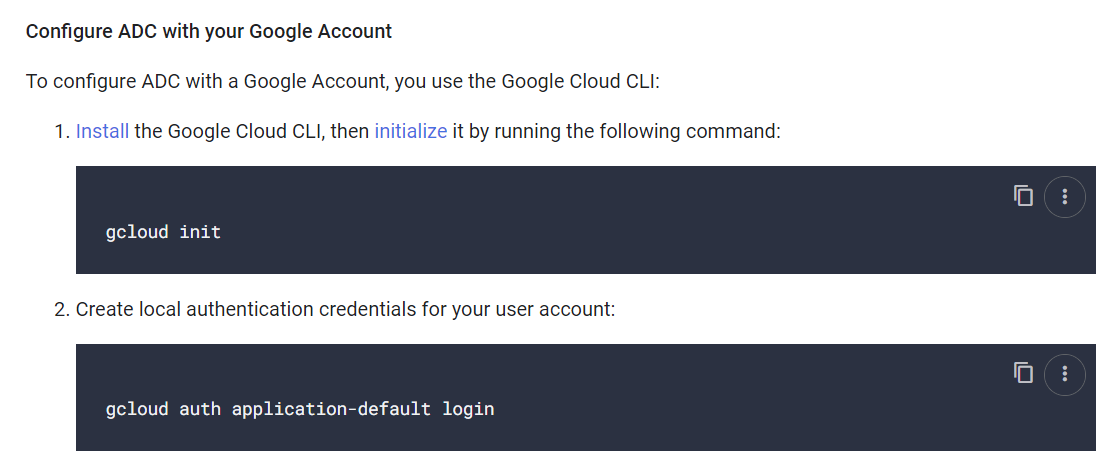 Configure ADC with your Google Account
To configure ADC with a Google Account, you use the Google Cloud CLI:
1. Install the Google Cloud CLI, then initialize it by running the following command:
gcloud init
2. Create local authentication credentials for your user account:
gcloud auth application-default login